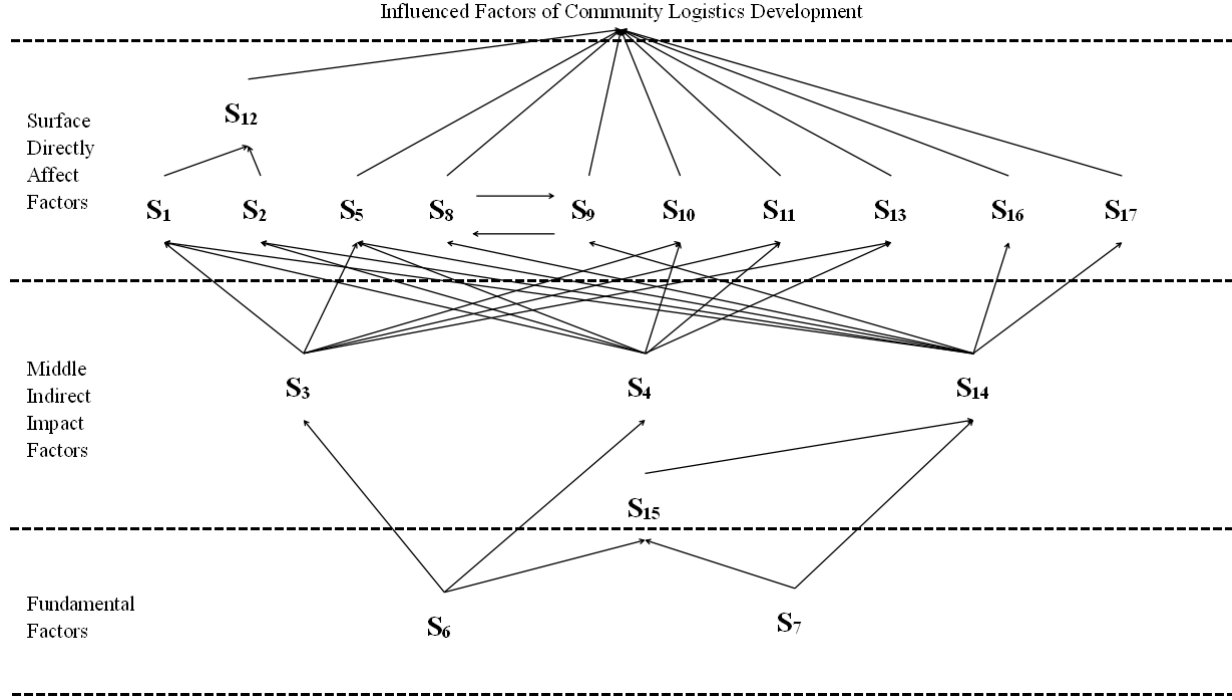 Influenced Factors of Community Logistics Development
S12
Surface
Directly
Affect
Factors
S1 S2 S5 S8 S9 S10 S11 S13 S16 S17
Middle
Indirect
Impact
Factors
S3 S4 S14
S15
Fundamental
Factors
S6 S7